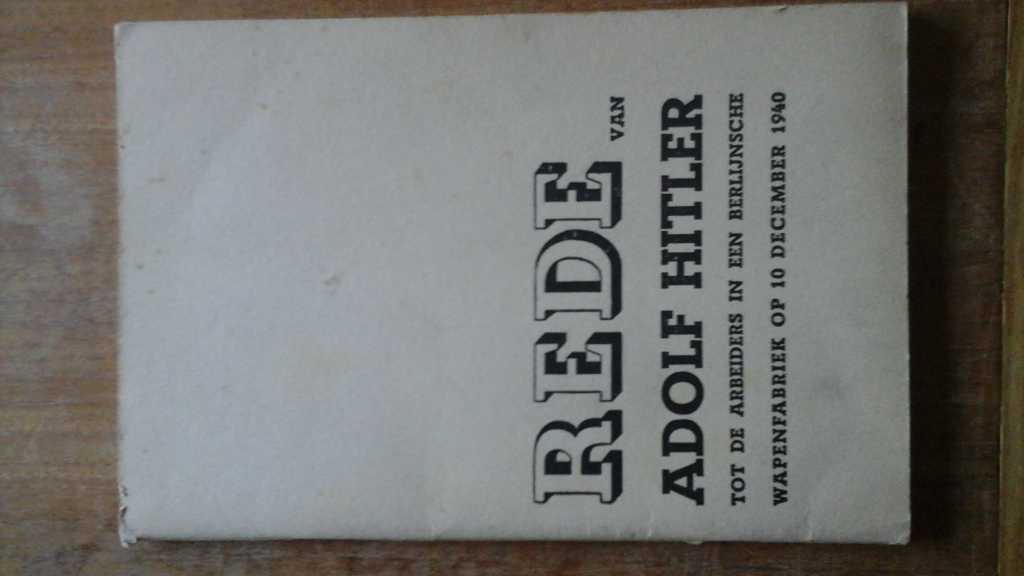 REDE VAN
ADOLF HITLER
TOT DE ARBEIDERS IN EEN BERLIJNSCHE
WAPENFABRIEK OP 10 DECEMBER 1940